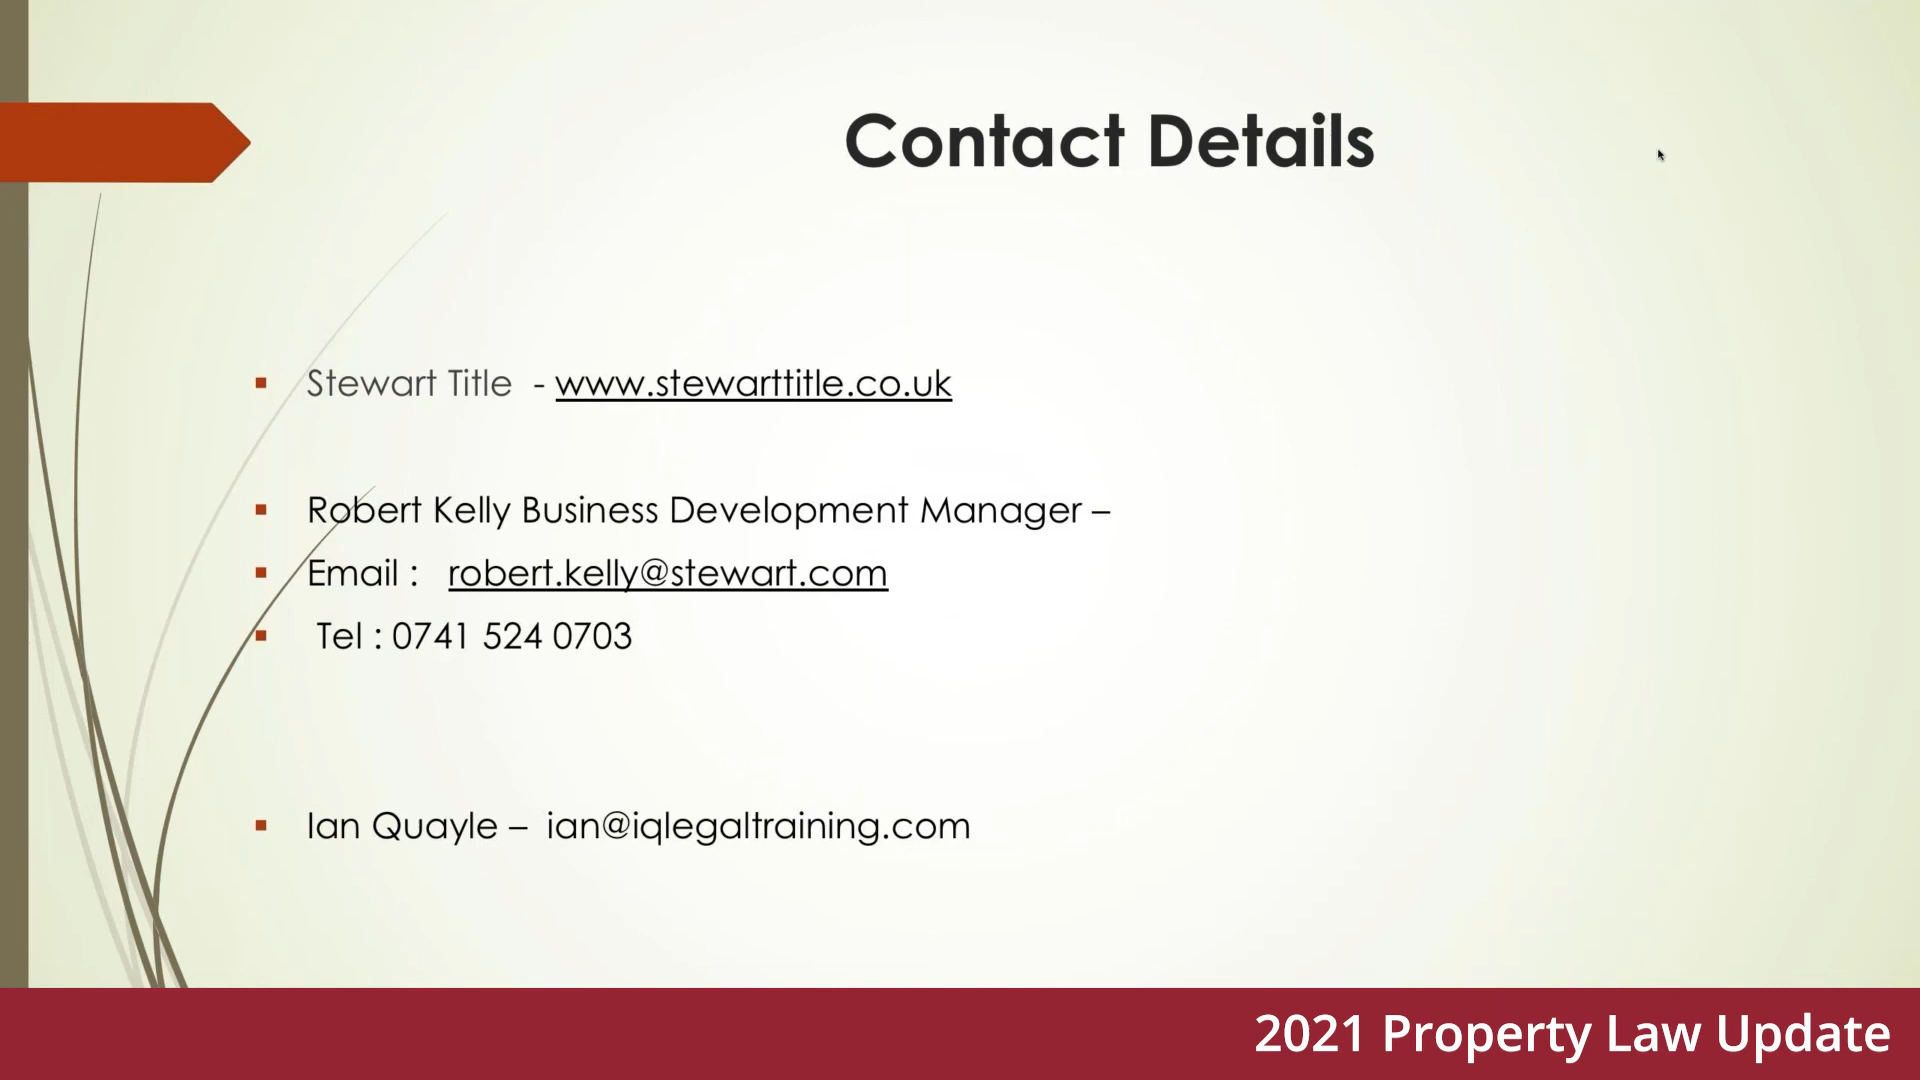 Contact Details
Stewart Title - www.stewarttitle.co.uk
Robert Kelly Business Development Manager –
Email : robert.kelly@stewart.com
Tel : 0741 524 0703
Ian Quayle – ian@iqlegaltraining.com
2021 Property Law Update